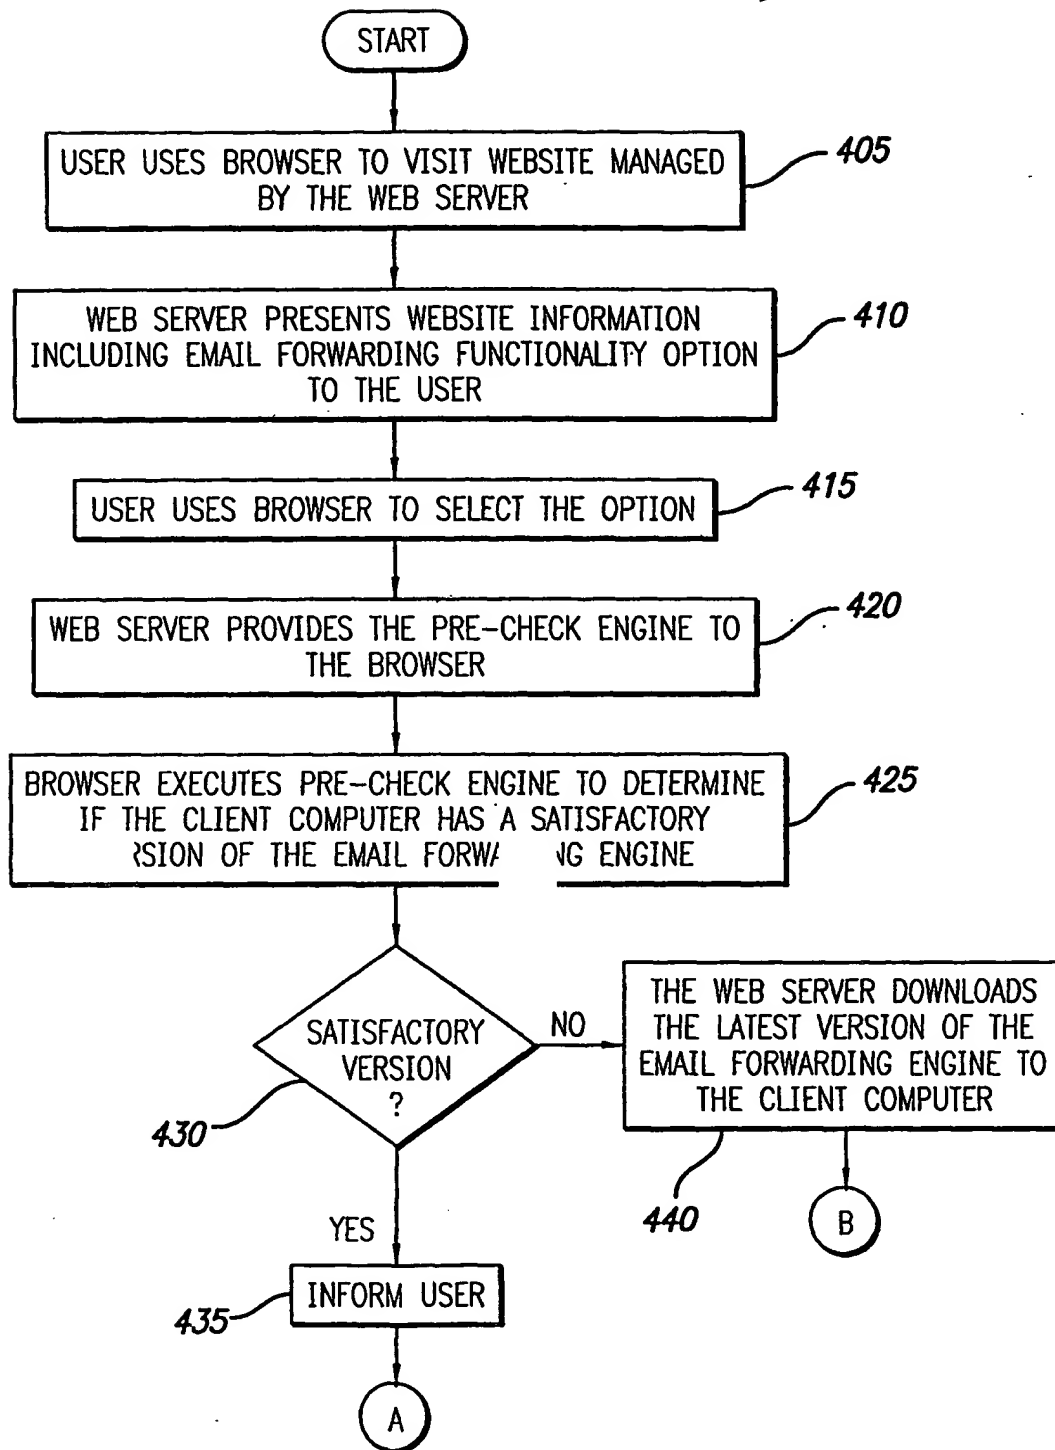 START
USER USES BROWSER TO VISIT WEBSITE MANAGED
BY THE WEB SERVER
405
WEB SERVER PRESENTS WEBSITE INFORMATION
INCLUDING EMAIL FORWARDING FUNCTIONALITY OPTION
TO THE USER
410
USER USES BROWSER TO SELECT THE OPTION
415
WEB SERVER PROVIDES THE PRE-CHECK ENGINE TO
THE BROWSER
420
BROWSER EXECUTES PRE-CHECK ENGINE TO DETERMINE
IF THE CLIENT COMPUTER HAS A SATISFACTORY
OF THE EMAIL ENGINE
425
SATISFACTORY
VERSION
?
430
NO
THE WEB SERVER DOWNLOADS
THE LATEST VERSION OF THE
EMAIL FORWARDING ENGINE TO
THE CLIENT COMPUTER
440
B
YES
INFORM USER
435
A